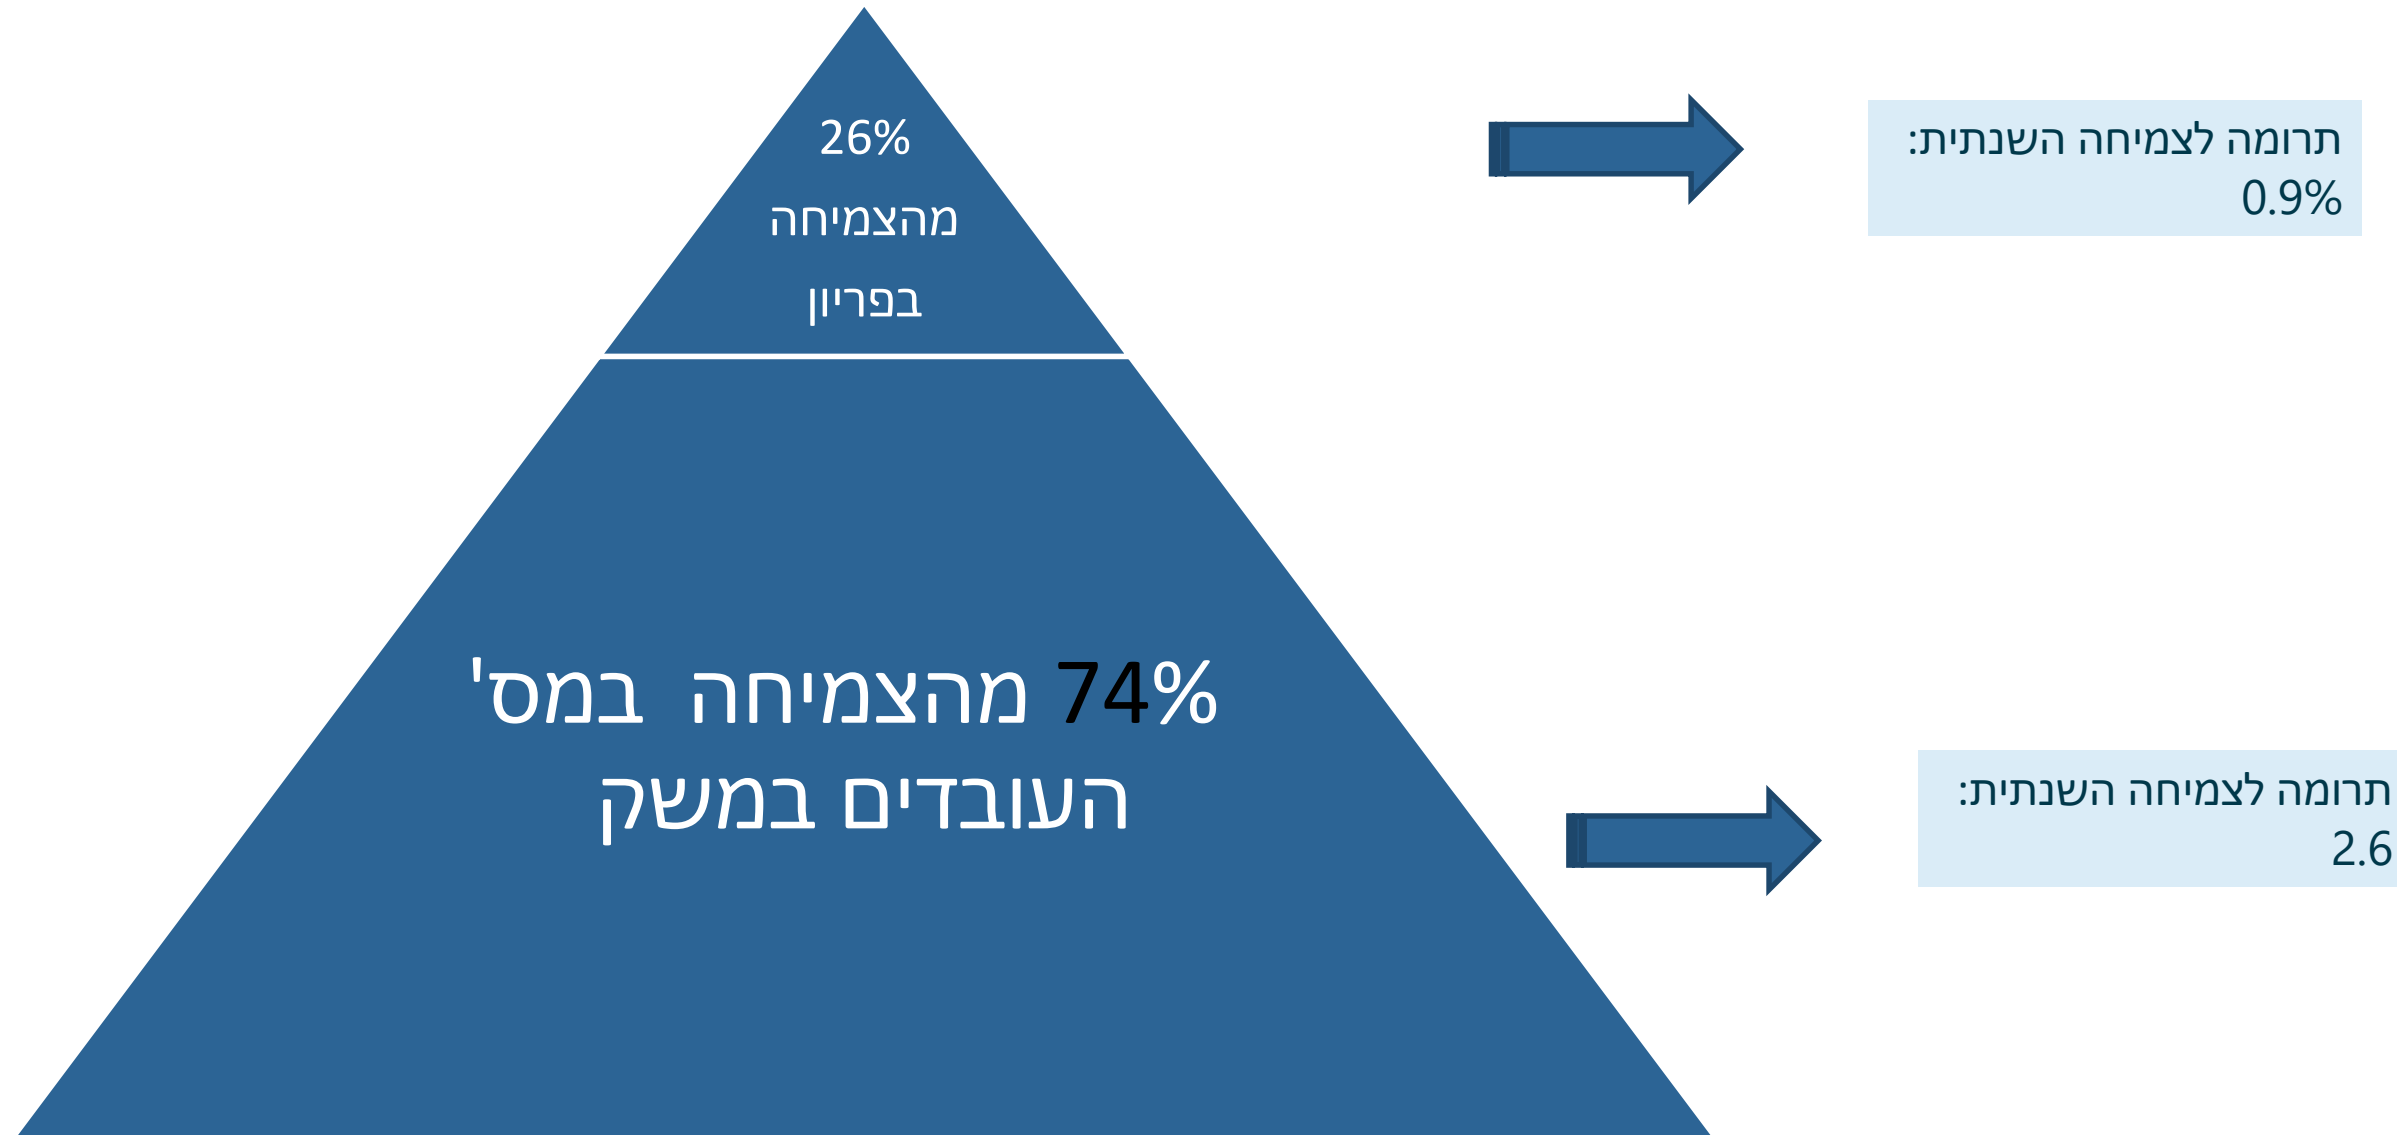 26%
מהצמיחה
בפריון
תרומה לצמיחה השנתית:
0.9%
74% מהצמיחה  במס'
העובדים במשק
תרומה לצמיחה השנתית:
2.6